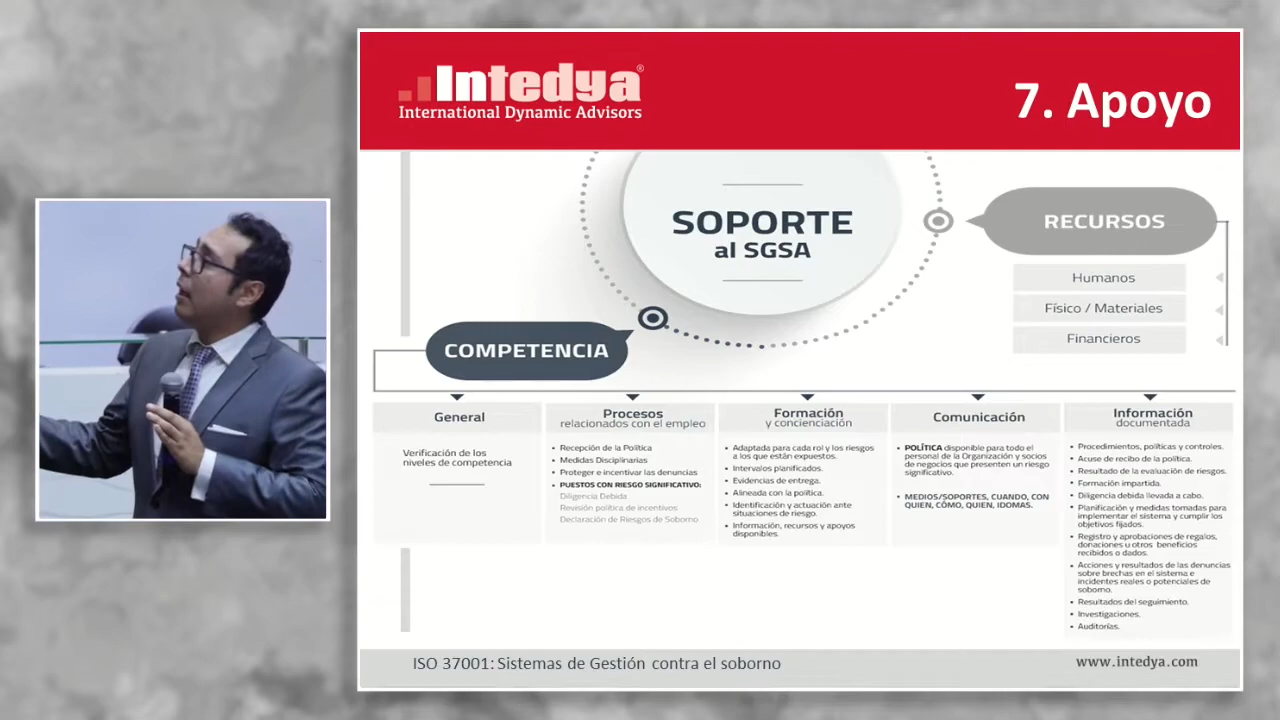 Intedya®
International Dynamic Advisors
7. Apoyo
SOPORTE
al SGSA
RECURSOS
Humanos
Físico / Materiales
Financieros
COMPETENCIA
General
Verificación de los
niveles de competencia
Procesos
relacionados con el empleo
• Recepción de la Política
• Medidas Disciplinarias
• Proteger e incentivar las denuncias
• PUESTOS CON RIESGO SIGNIFICATIVO:
Diligencia Debida
Revisión política de incentivos
Declaración de Riesgos de Soborno
Formación
y concienciación
• Adaptada para cada rol y los riesgos
a los que están expuestos.
• Intervalos planificados.
• Evidencias de entrega.
• Alineada con la política.
• Identificación y actuación ante
situaciones de riesgo.
• Información, recursos y apoyos
disponibles.
Comunicación
• POLÍTICA disponible para todo el
personal de la Organización y socios
de negocios que presenten un riesgo
significativo.
• MEDIOS/SOPORTES, CUANDO, CON
QUIEN, CÓMO, QUIEN, IDOMAS.
Información
documentada
• Procedimientos, políticas y controles.
• Acuse de recibo de la política.
• Resultado de la evaluación de riesgos.
• Formación impartida.
• Diligencia debida llevada a cabo.
• Planificación y medidas tomadas para
implementar el sistema y cumplir los
objetivos fijados.
• Registro y aprobaciones de regalos,
donaciones u otros beneficios
recibidos o dados.
• Acciones y resultados de las denuncias
sobre brechas en el sistema e
incidentes reales o potenciales de
soborno.
• Resultados del seguimiento.
• Investigaciones.
• Auditorías.
ISO 37001: Sistemas de Gestión contra el soborno
www.intedya.com